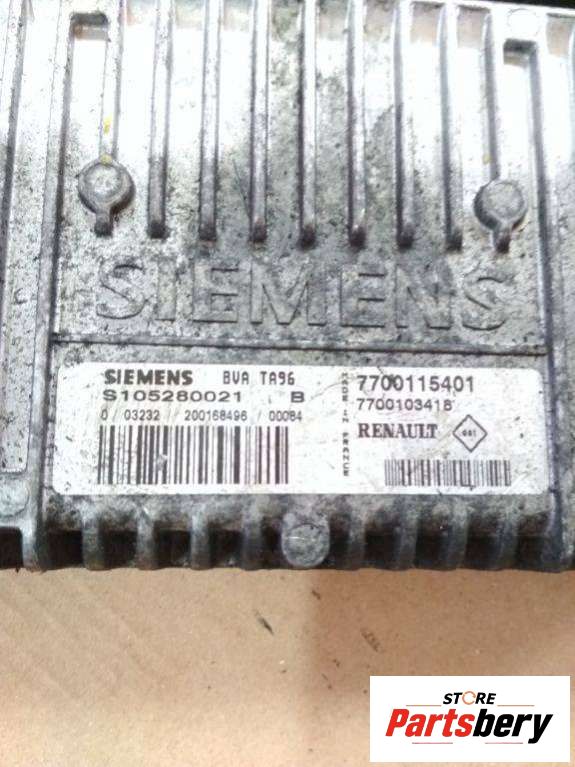 SIEMENS
SIEMENS BVA TA96
S105280021 B
0 / 03232 / 200168496 / 00084
MADE IN FRANCE
7700115401
7700103418
RENAULT
STORE
Partsbery